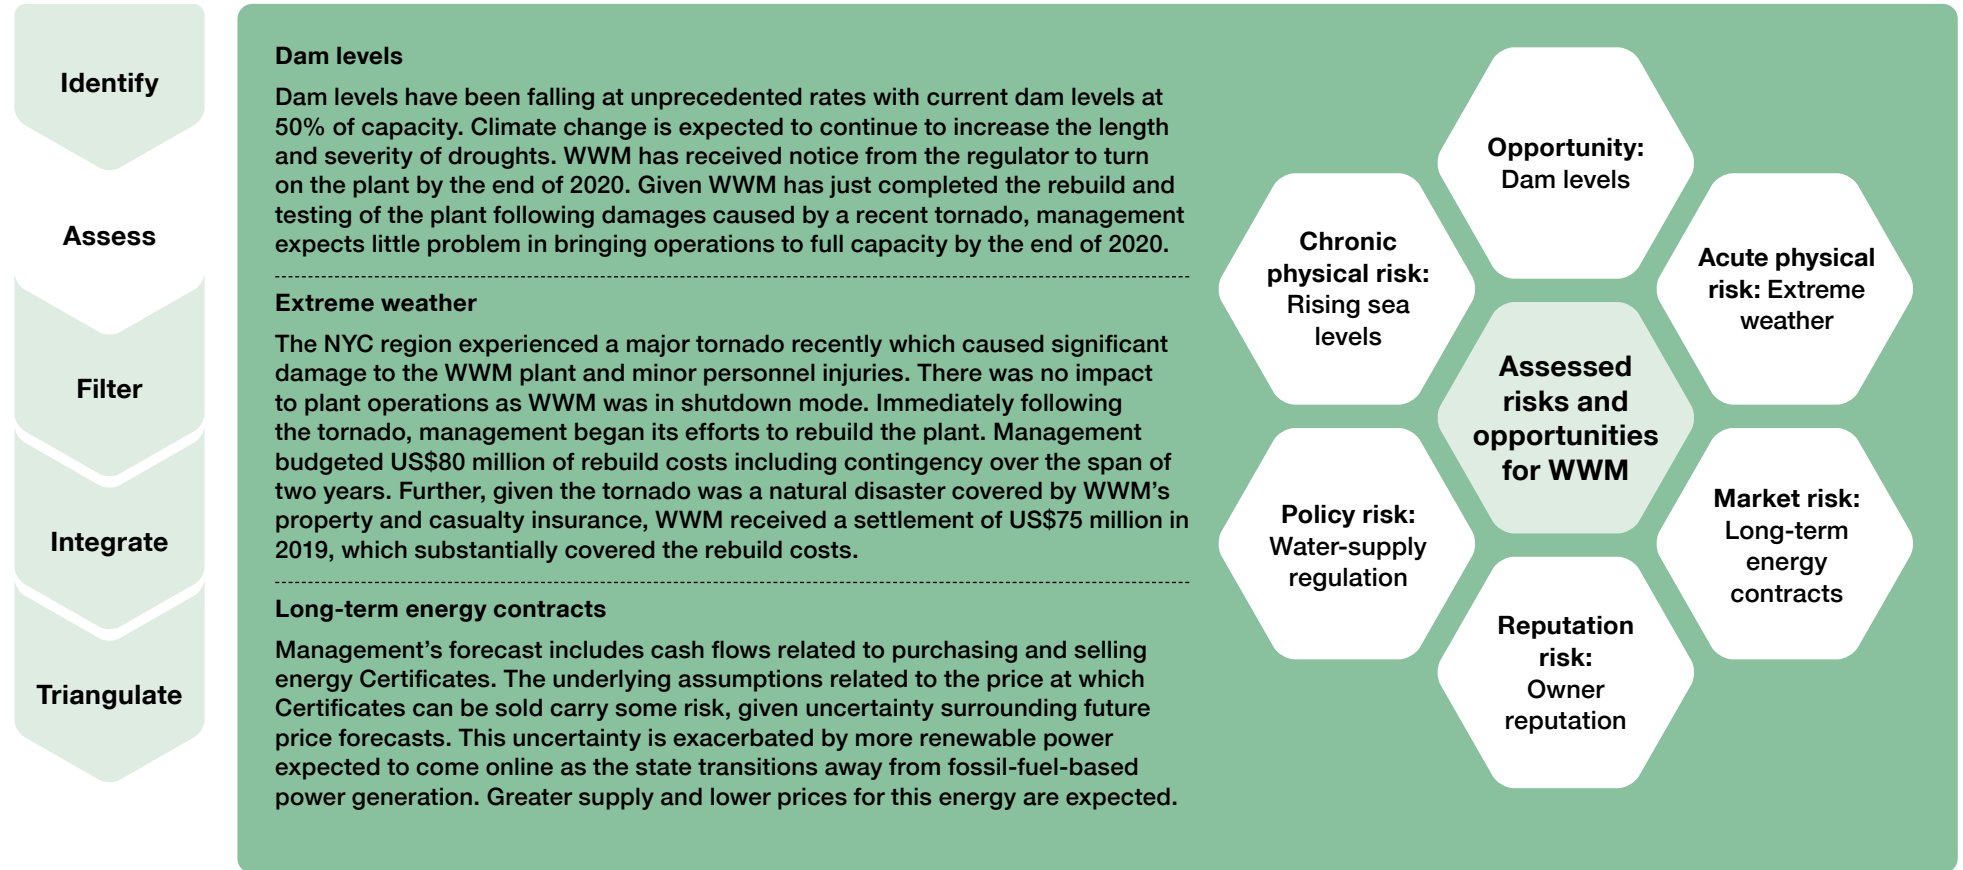 Identify
Assess
Filter
Integrate
Triangulate
Dam levels
Dam levels have been falling at unprecedented rates with current dam levels at
50% of capacity. Climate change is expected to continue to increase the length
and severity of droughts. WWM has received notice from the regulator to turn
on the plant by the end of 2020. Given WWM has just completed the rebuild and
testing of the plant following damages caused by a recent tornado, management
expects little problem in bringing operations to full capacity by the end of 2020.
Extreme weather
The NYC region experienced a major tornado recently which caused significant
damage to the WWM plant and minor personnel injuries. There was no impact
to plant operations as WWM was in shutdown mode. Immediately following
the tornado, management began its efforts to rebuild the plant. Management
budgeted US$80 million of rebuild costs including contingency over the span of
two years. Further, given the tornado was a natural disaster covered by WWM's
property and casualty insurance, WWM received a settlement of US$75 million in
2019, which substantially covered the rebuild costs.
Long-term energy contracts
Management's forecast includes cash flows related to purchasing and selling
energy Certificates. The underlying assumptions related to the price at which
Certificates can be sold carry some risk, given uncertainty surrounding future
price forecasts. This uncertainty is exacerbated by more renewable power
expected to come online as the state transitions away from fossil-fuel-based
power generation. Greater supply and lower prices for this energy are expected.
Opportunity:
Dam levels
Chronic
physical risk:
Rising sea
levels
Acute physical
risk: Extreme
weather
Assessed
risks and
opportunities
for WWM
Policy risk:
Water-supply
regulation
Market risk:
Long-term
energy
contracts
Reputation
risk:
Owner
reputation